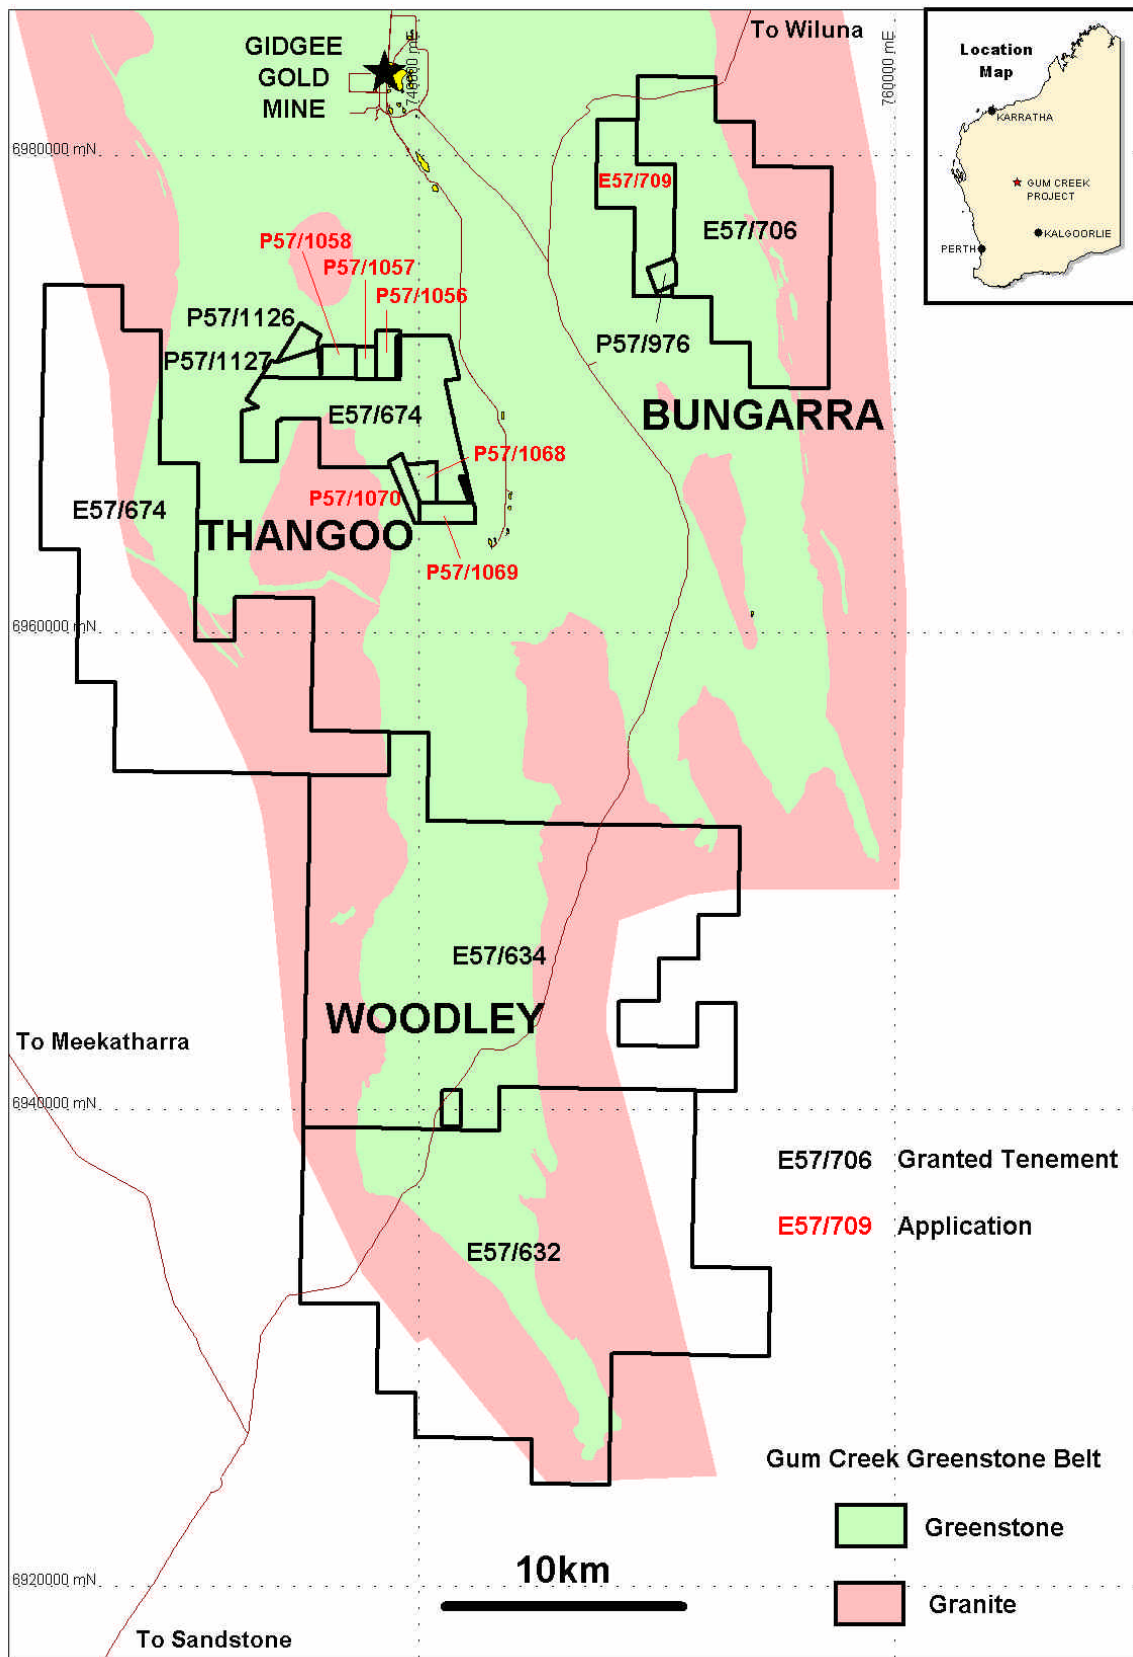 GIDGEE
GOLD
MINE
740000 mE
To Wiluna
760000 mE
Location
Map
KARRATHA
GUM CREEK
PROJECT
KALGOORLIE
PERTH
6980000 mN
E57/709
E57/706
P57/1058
P57/1057
P57/1056
P57/1126
P57/1127
P57/976
E57/674
BUNGARRA
P57/1068
P57/1070
E57/674
THANGOO
P57/1069
6960000 mN
E57/634
WOODLEY
To Meekatharra
6940000 mN
E57/706 Granted Tenement
E57/709 Application
E57/632
Gum Creek Greenstone Belt
Greenstone
10km
6920000 mN
Granite
To Sandstone